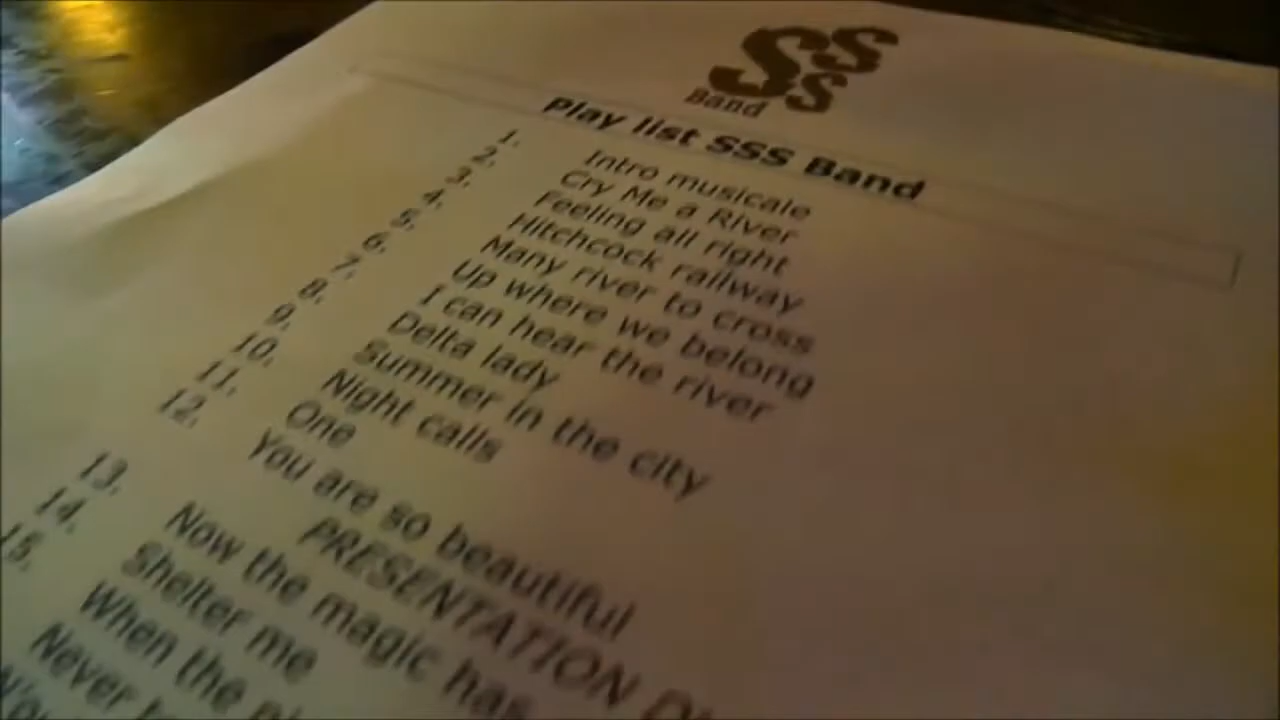 SSS
Band
Play list SSS Band
1. Intro musicale
2. Cry Me a River
3. Feeling all right
4. Hitchcock railway
5. Many river to cross
6. Up where we belong
7. I can hear the river
8. Delta lady
9. Summer in the city
10. Night calls
11. One
12. You are so beautiful
PRESENTATION
13. Now the magic has
14. Shelter me
15. When the
Never